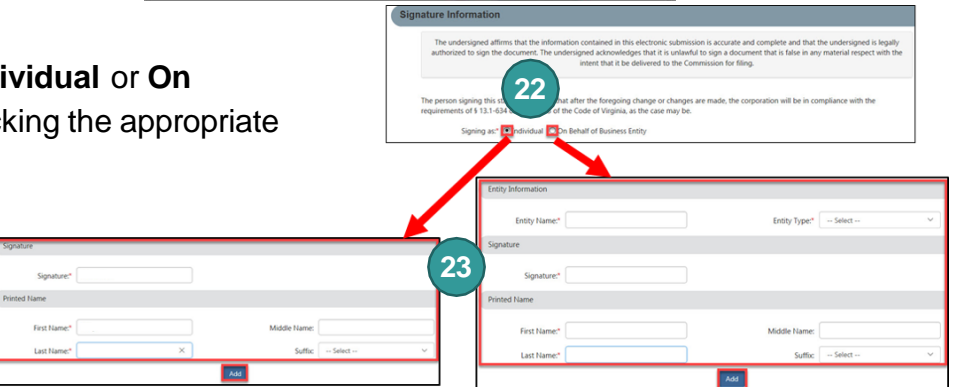 Signature Information
The undersigned affirms that the information contained in this electronic submission is accurate and complete and that the undersigned is legally
authorized to sign the document. The undersigned acknowledges that it is unlawful to sign a document that is false in any material respect with the
intent that it be delivered to the Commission for filing.
ividual or On
cking the appropriate
22
The person signing this st hat after the foregoing change or changes are made, the corporation will be in compliance with the
requirements of § 13.1-634 of the Code of Virginia, as the case may be.
Signing as:* Individual On Behalf of Business Entity
23
Signature
Signature:*
Printed Name
First Name:* Middle Name:
Last Name:* Suffix: -- Select --
Add
Entity Information
Entity Name:* Entity Type:* -- Select --
Signature
Signature:*
Printed Name
First Name:* Middle Name:
Last Name:* Suffix: -- Select --
Add